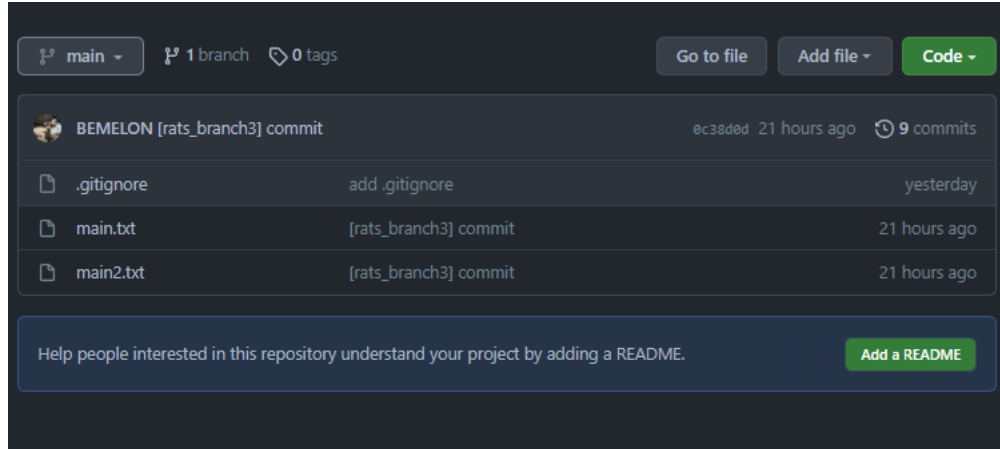 main 1 branch 0 tags Go to file Add file Code
BEMELON [rats_branch3] commit 0c38d0d 21 hours ago 9 commits
.gitignore add .gitignore yesterday
main.txt [rats_branch3] commit 21 hours ago
main2.txt [rats_branch3] commit 21 hours ago
Help people interested in this repository understand your project by adding a README. Add a README